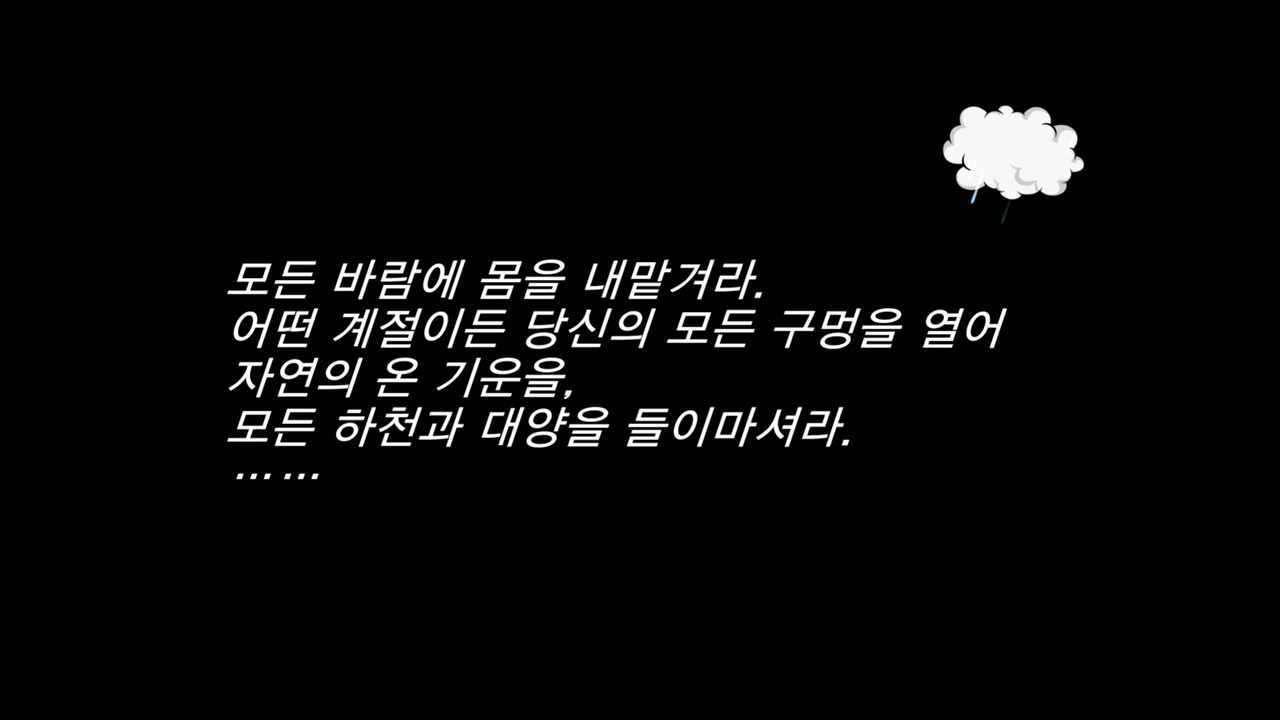 모든 바람에 몸을 내맡겨라.
어떤 계절이든 당신의 모든 구멍을 열어
자연의 온 기운을,
모든 하천과 대양을 들이마셔라.
... ...